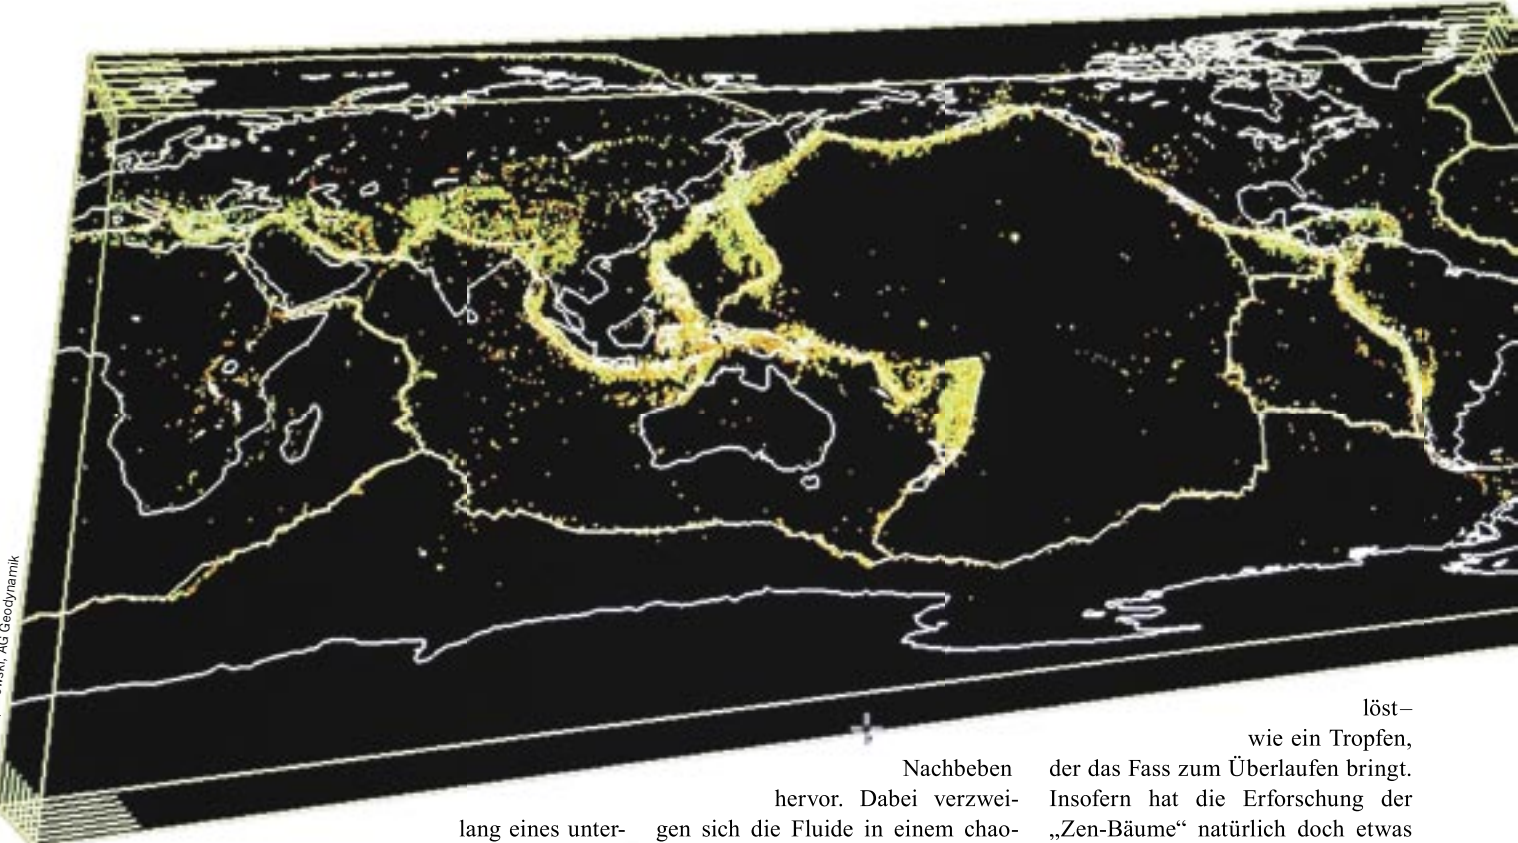 AG Geodynamik
lang eines unter-
Nachbeben
hervor. Dabei verzwei-
gen sich die Fluide in einem chao-
löst–
wie ein Tropfen,
der das Fass zum Überlaufen bringt.
Insofern hat die Erforschung der
„Zen-Bäume“ natürlich doch etwas